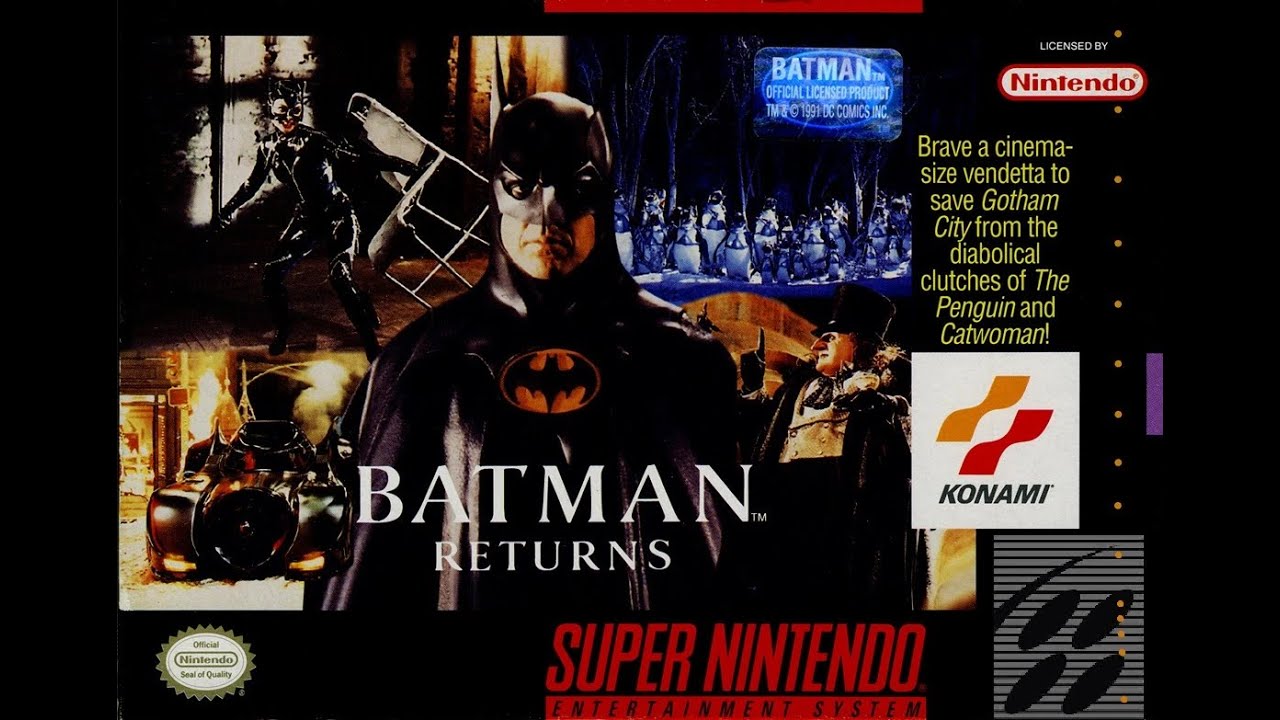 LICENSED BY
Nintendo®
BATMAN™
OFFICIAL LICENSED PRODUCT
TM & © 1991 DC COMICS INC.
Brave a cinema-
size vendetta to
save Gotham
City from the
diabolical
clutches of The
Penguin and
Catwoman!
KONAMI®
BATMAN™
RETURNS
Official
Nintendo
Seal of Quality
®
SUPER NINTENDO®
ENTERTAINMENT SYSTEM